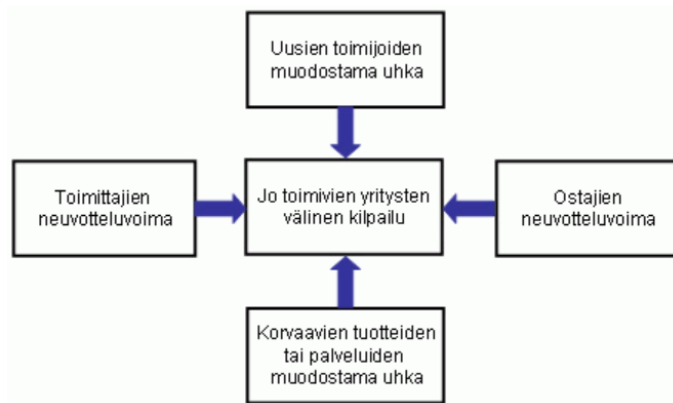 Uusien toimijoiden
muodostama uhka
Toimittajien
neuvotteluvoima
Jo toimivien yritysten
välinen kilpailu
Ostajien
neuvotteluvoima
Korvaavien tuotteiden
tai palveluiden
muodostama uhka